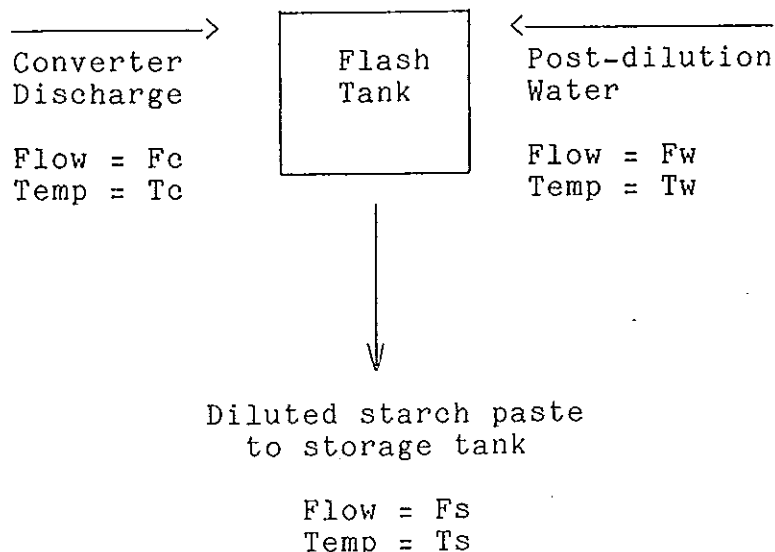 Converter
Discharge
Flow = Fc
Temp = Tc
Flash
Tank
Post-dilution
Water
Flow = Fw
Temp = Tw
Diluted starch paste
to storage tank
Flow = Fs
Temp = Ts